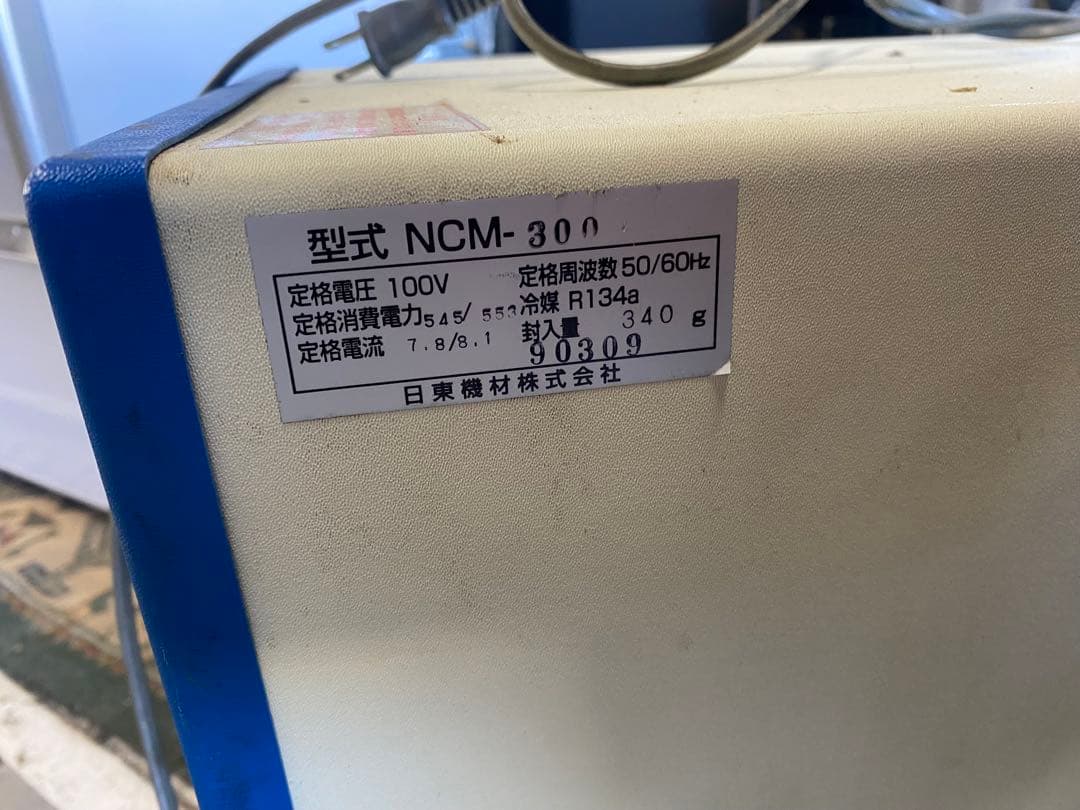 型式 NCM-300
定格電圧 100V 定格周波数 50/60Hz
定格消費電力 545/553 冷媒 R134a
定格電流 7.8/8.1 封入量 340 g
90309
日東機材株式会社